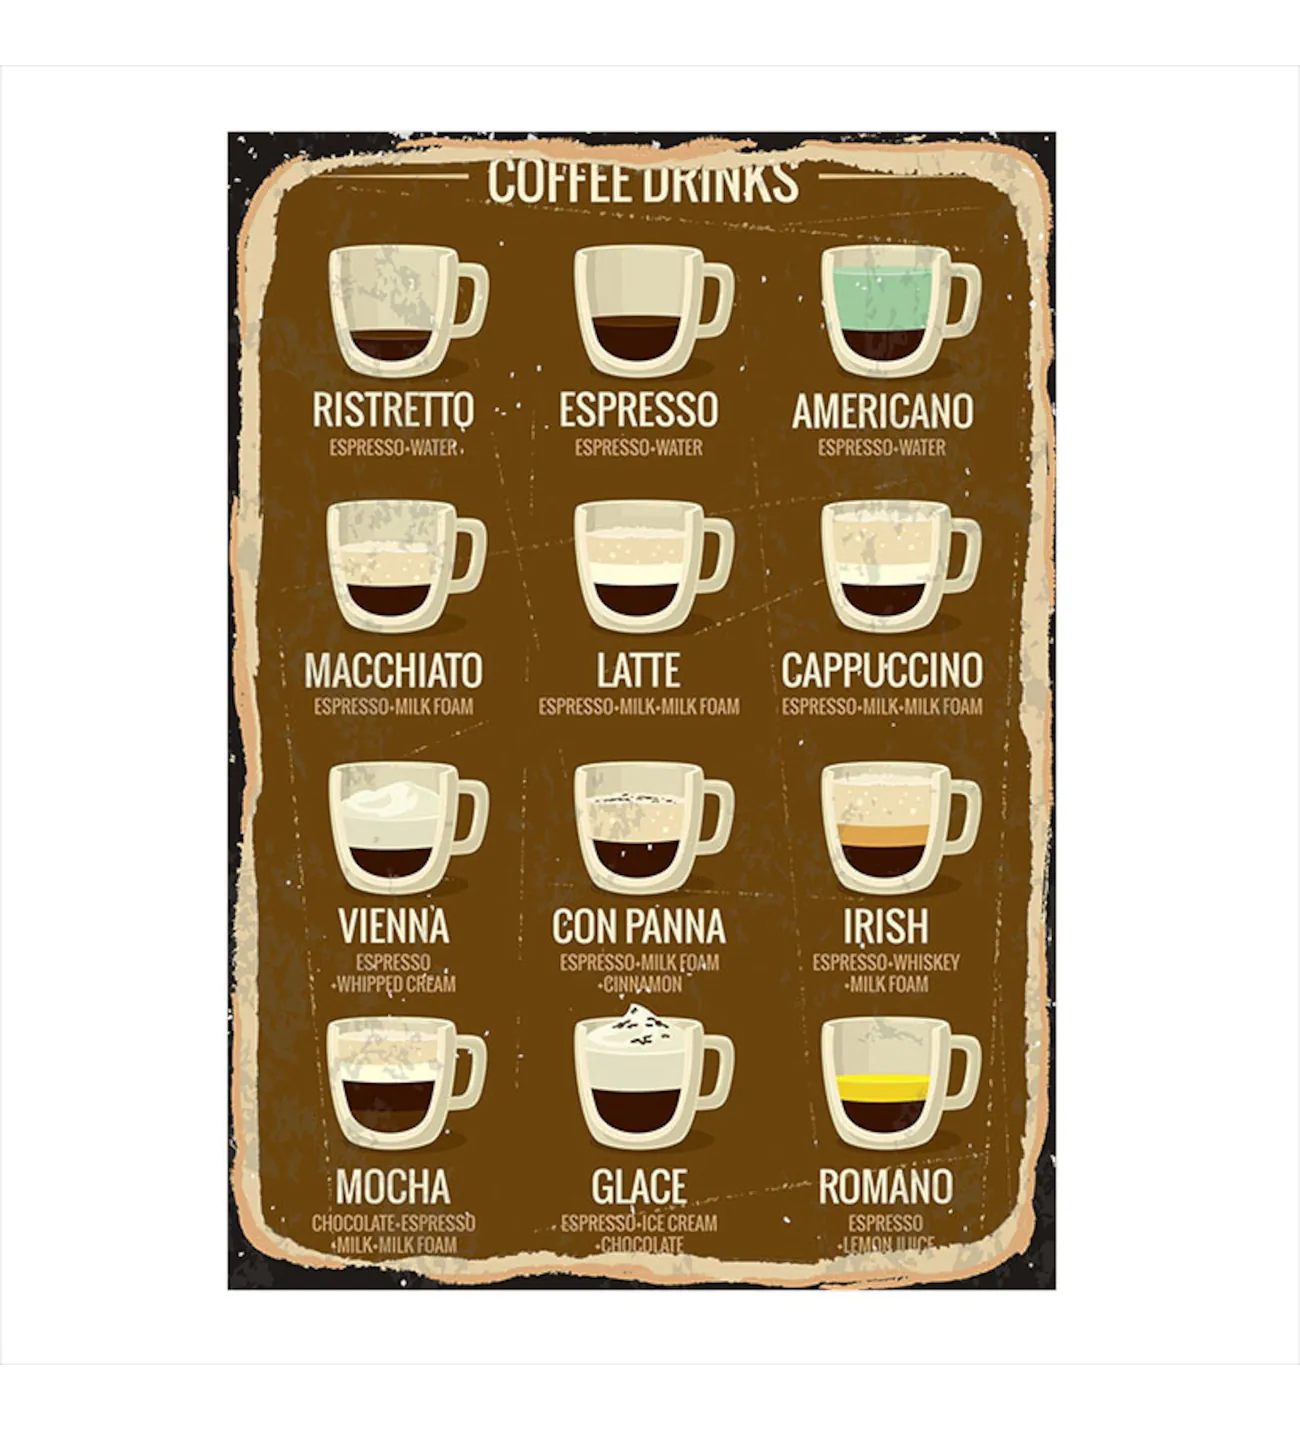 COFFEE DRINKS
RISTRETTO
ESPRESSO•WATER
ESPRESSO
ESPRESSO•WATER
AMERICANO
ESPRESSO•WATER
MACCHIATO
ESPRESSO•MILK FOAM
LATTE
ESPRESSO•MILK•MILK FOAM
CAPPUCCINO
ESPRESSO•MILK•MILK FOAM
VIENNA
ESPRESSO
•WHIPPED CREAM
CON PANNA
ESPRESSO•MILK FOAM
•CINNAMON
IRISH
ESPRESSO•WHISKEY
•MILK FOAM
MOCHA
CHOCOLATE•ESPRESSO
•MILK•MILK FOAM
GLACE
ESPRESSO•ICE CREAM
•CHOCOLATE
ROMANO
ESPRESSO
•LEMON JUICE